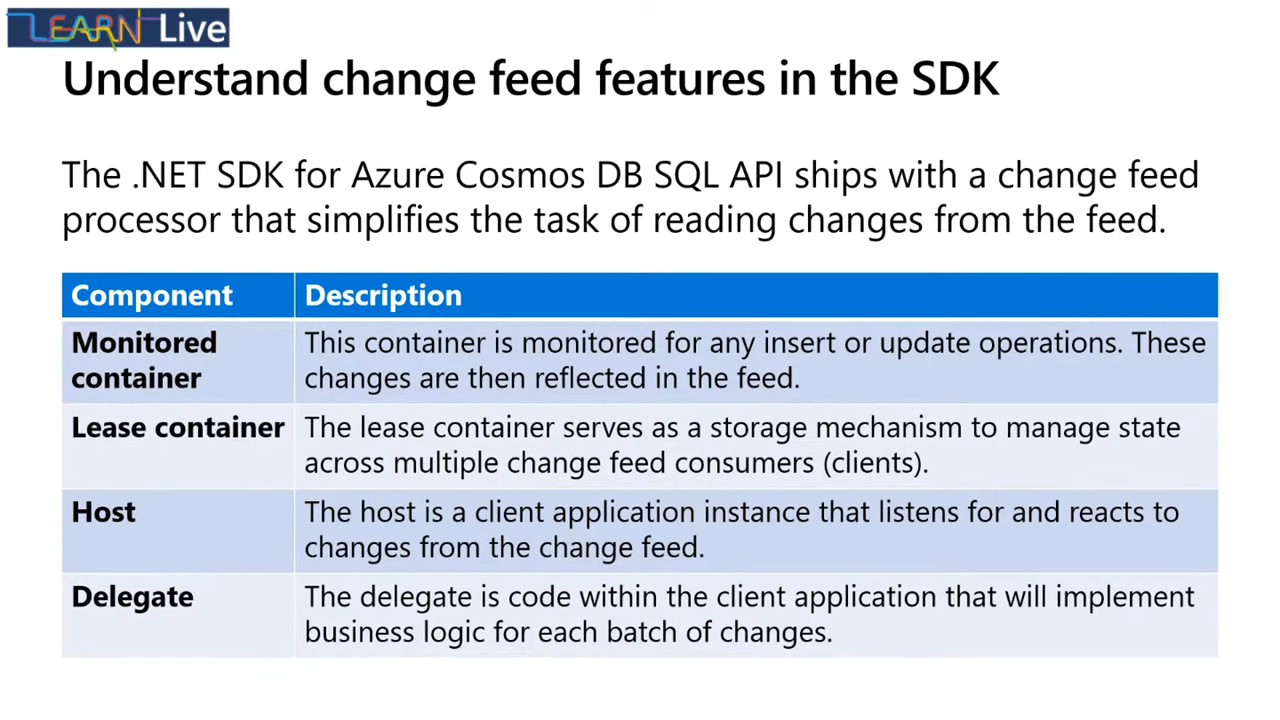 LEARN Live
Understand change feed features in the SDK
The .NET SDK for Azure Cosmos DB SQL API ships with a change feed
processor that simplifies the task of reading changes from the feed.
Component Description
Monitored container
This container is monitored for any insert or update operations. These
changes are then reflected in the feed.
Lease container
The lease container serves as a storage mechanism to manage state
across multiple change feed consumers (clients).
Host
The host is a client application instance that listens for and reacts to
changes from the change feed.
Delegate
The delegate is code within the client application that will implement
business logic for each batch of changes.